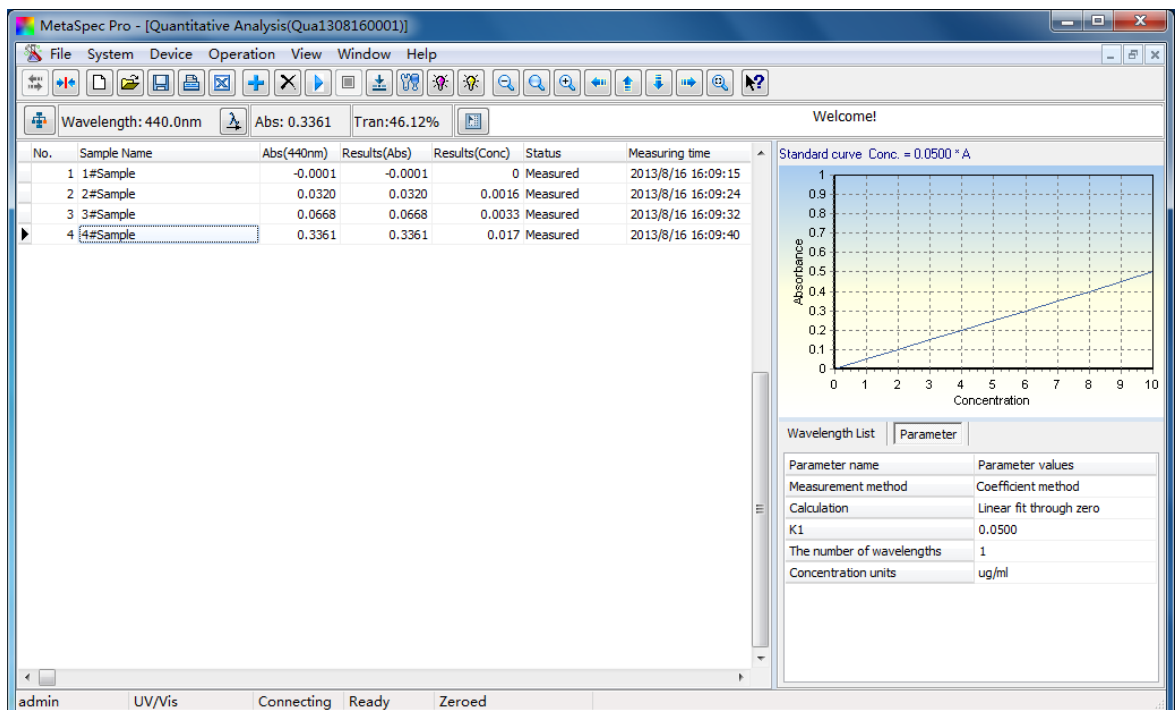 MetaSpec Pro - [Quantitative Analysis(Qua1308160001)]
File System Device Operation View Window Help
Wavelength: 440.0nm Abs: 0.3361 Tran:46.12% Welcome!
No. Sample Name Abs(440nm) Results(Abs) Results(Conc) Status Measuring time
1 1#Sample -0.0001 -0.0001 0 Measured 2013/8/16 16:09:15
2 2#Sample 0.0320 0.0320 0.0016 Measured 2013/8/16 16:09:24
3 3#Sample 0.0668 0.0668 0.0033 Measured 2013/8/16 16:09:32
4 4#Sample 0.3361 0.3361 0.017 Measured 2013/8/16 16:09:40
Standard curve Conc. = 0.0500 * A
1
0.9
0.8
0.7
0.6
0.5
0.4
0.3
0.2
0.1
0
Absorbance
0 1 2 3 4 5 6 7 8 9 10
Concentration
Wavelength List Parameter
Parameter name Parameter values
Measurement method Coefficient method
Calculation Linear fit through zero
K1 0.0500
The number of wavelengths 1
Concentration units ug/ml
admin UV/Vis Connecting Ready Zeroed